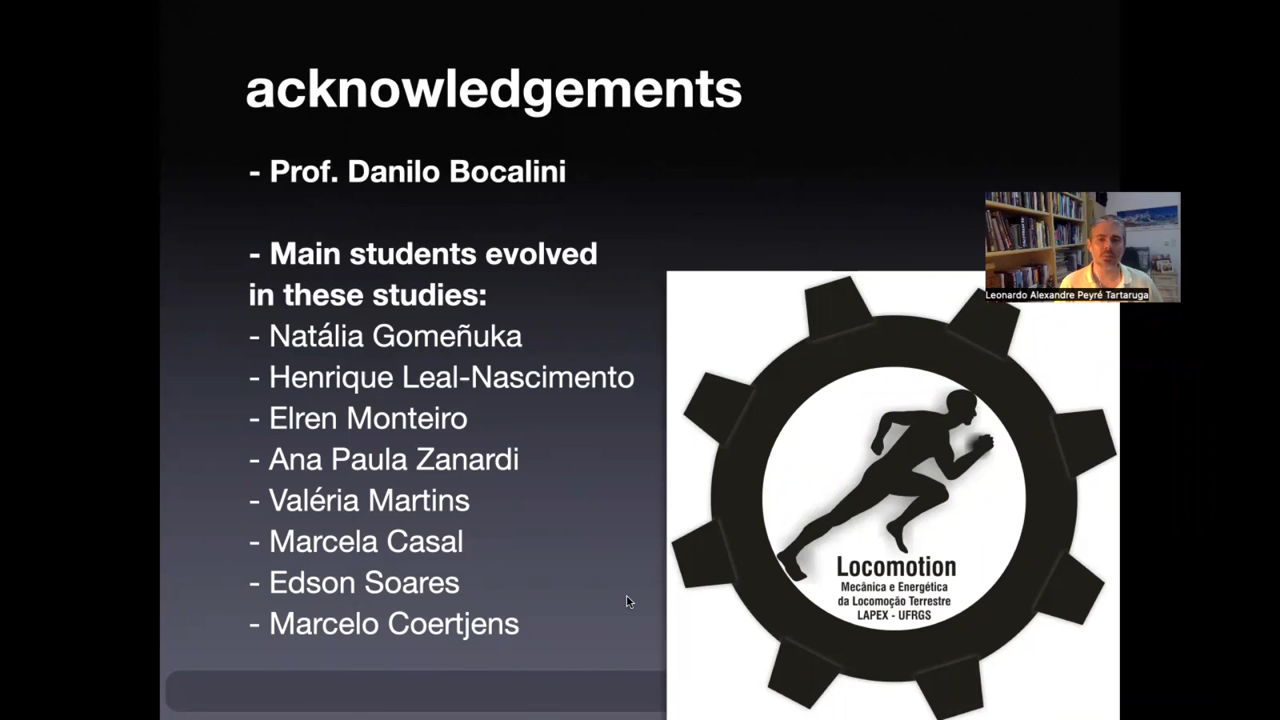 acknowledgements
- Prof. Danilo Bocalini
- Main students evolved
in these studies:
- Natália Gomeñuka
- Henrique Leal-Nascimento
- Elren Monteiro
- Ana Paula Zanardi
- Valéria Martins
- Marcela Casal
- Edson Soares
- Marcelo Coertjens
Leonardo Alexandre Peyré Tartaruga
Locomotion
Mecânica e Energética
da Locomoção Terrestre
LAPEX - UFRGS